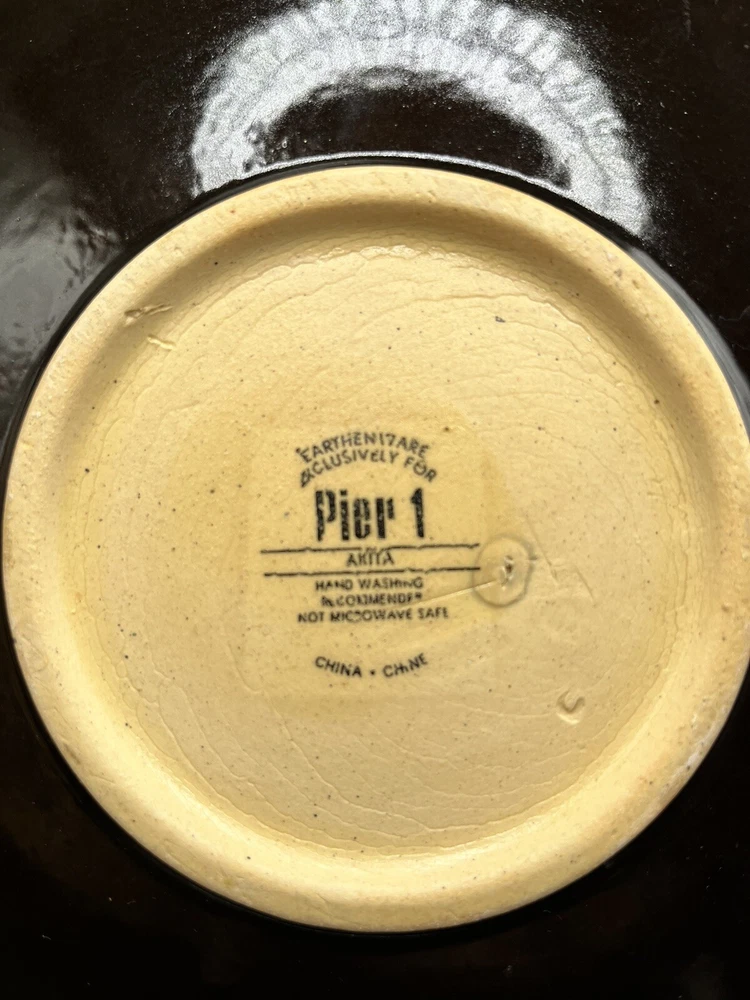 EARTHENWARE
EXCLUSIVELY FOR
Pier 1
AKITA
HAND WASHING
RECOMMENDED
NOT MICROWAVE SAFE
CHINA • CHINE